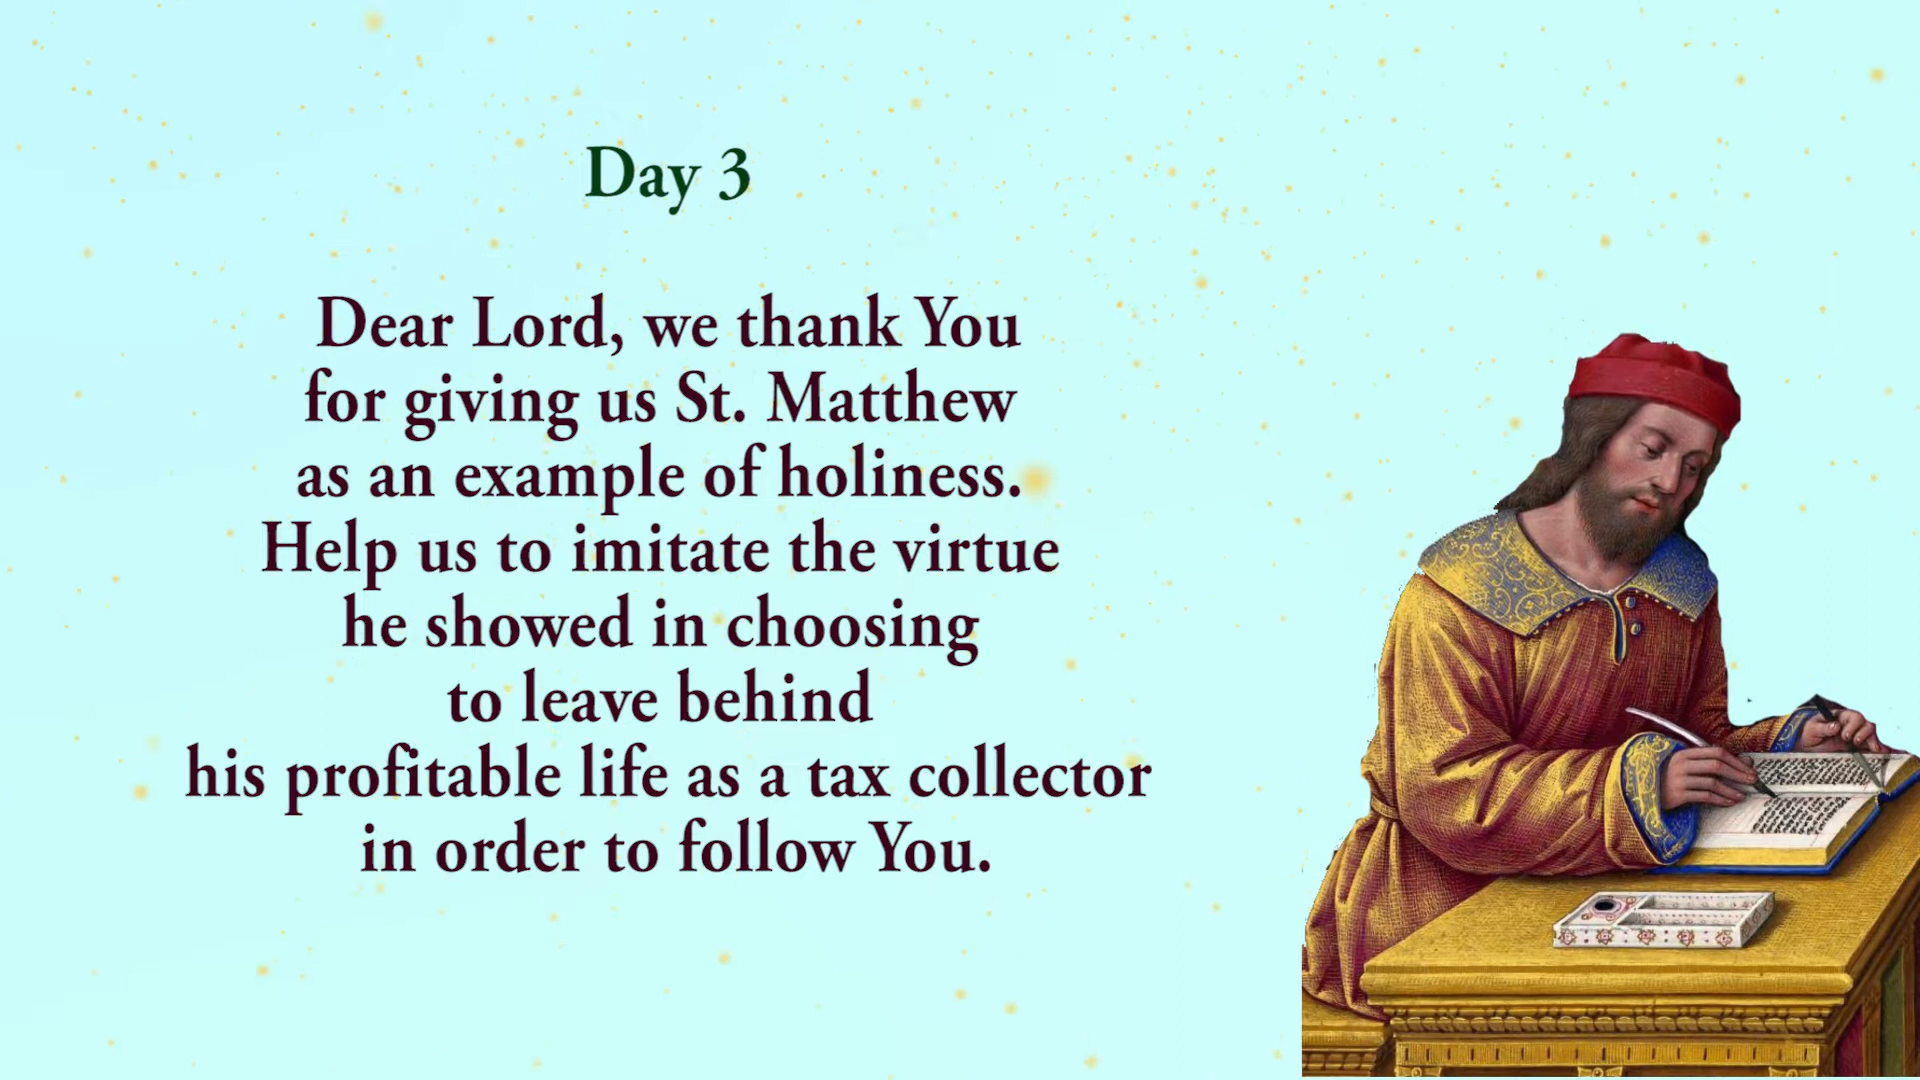 Day 3
Dear Lord, we thank You
for giving us St. Matthew
as an example of holiness.
Help us to imitate the virtue
he showed in choosing
to leave behind
his profitable life as a tax collector
in order to follow You.